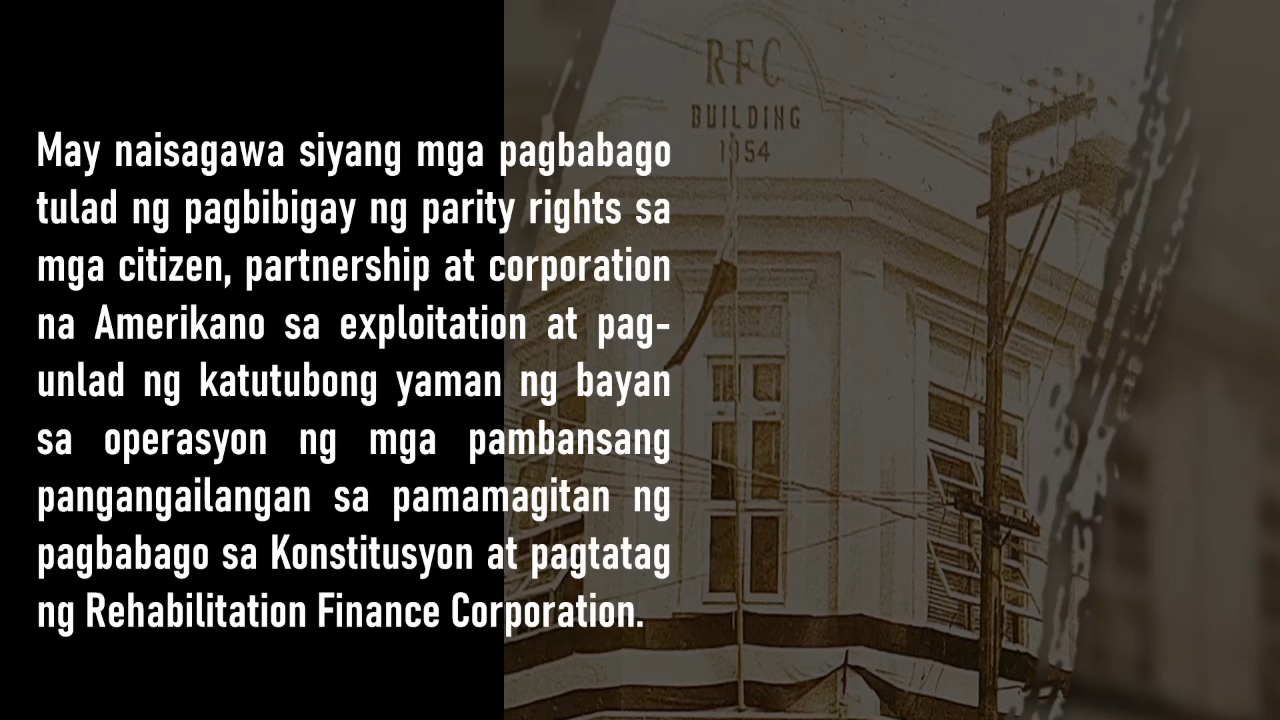 RFC
BUILDING
1954
May naisagawa siyang mga pagbabago
tulad ng pagbibigay ng parity rights sa
mga citizen, partnership at corporation
na Amerikano sa exploitation at pag-
unlad ng katutubong yaman ng bayan
sa operasyon ng mga pambansang
pangangailangan sa pamamagitan ng
pagbabago sa Konstitusyon at pagtatag
ng Rehabilitation Finance Corporation.